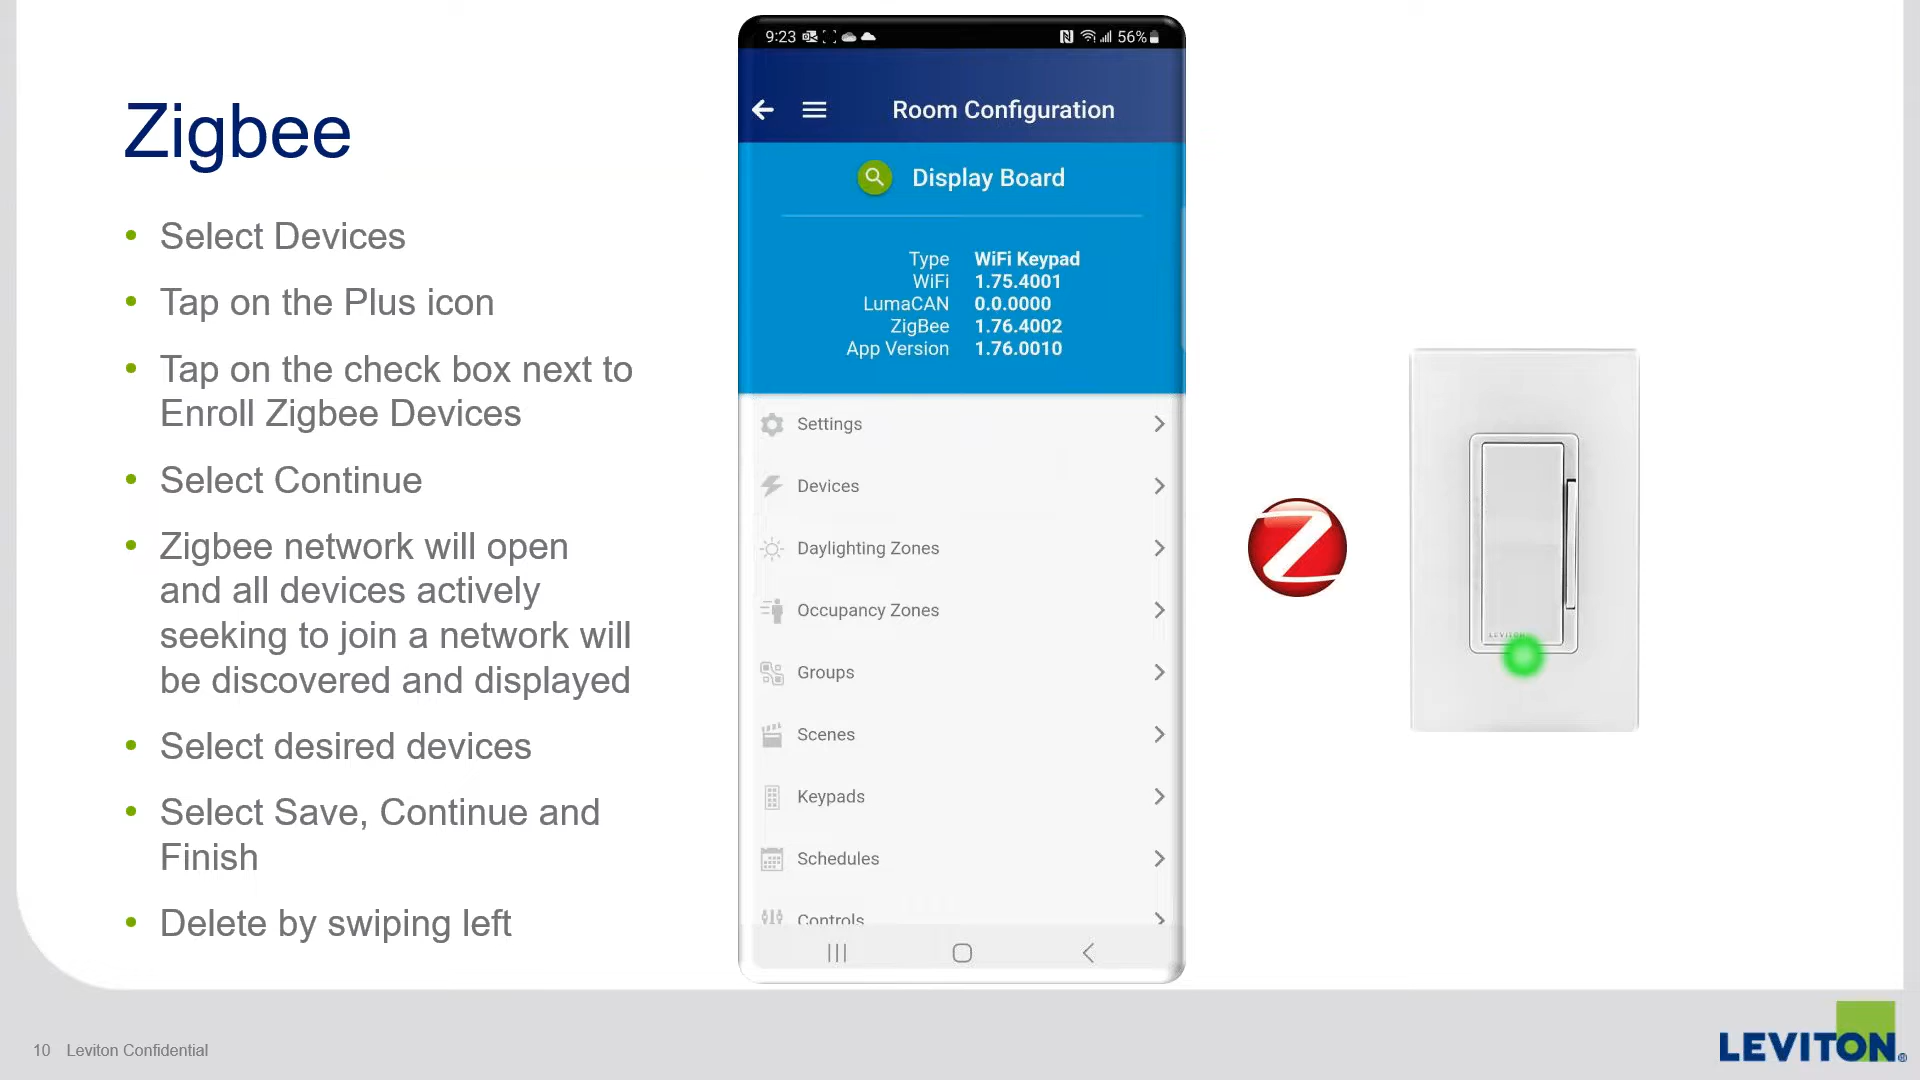 Zigbee
Select Devices
Tap on the Plus icon
Tap on the check box next to
Enroll Zigbee Devices
Select Continue
Zigbee network will open
and all devices actively
seeking to join a network will
be discovered and displayed
Select desired devices
Select Save, Continue and
Finish
Delete by swiping left
9:23
56%
Room Configuration
Display Board
Type WiFi Keypad
WiFi 1.75.4001
LumaCAN 0.0.0000
ZigBee 1.76.4002
App Version 1.76.0010
Settings
Devices
Daylighting Zones
Occupancy Zones
Groups
Scenes
Keypads
Schedules
Controls
LEVITON
10 Leviton Confidential
LEVITON®